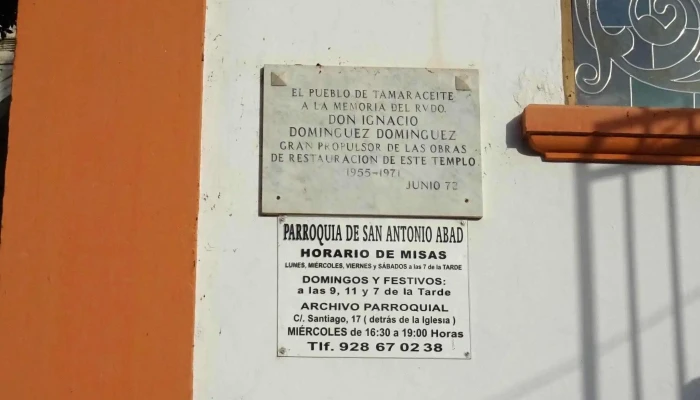 EL PUEBLO DE TAMARACEITE
A LA MEMORIA DEL RVDO.
DON IGNACIO
DOMINGUEZ DOMINGUEZ
GRAN PROPULSOR DE LAS OBRAS
DE RESTAURACION DE ESTE TEMPLO
1955-1971
JUNIO 72
PARROQUIA DE SAN ANTONIO ABAD
HORARIO DE MISAS
LUNES, MIÉRCOLES, VIERNES y SÁBADOS a las 7 de la TARDE
DOMINGOS Y FESTIVOS:
a las 9, 11 y 7 de la Tarde
ARCHIVO PARROQUIAL
C/. Santiago, 17 ( detrás de la Iglesia )
MIÉRCOLES de 16:30 a 19:00 Horas
Tlf. 928 67 02 38